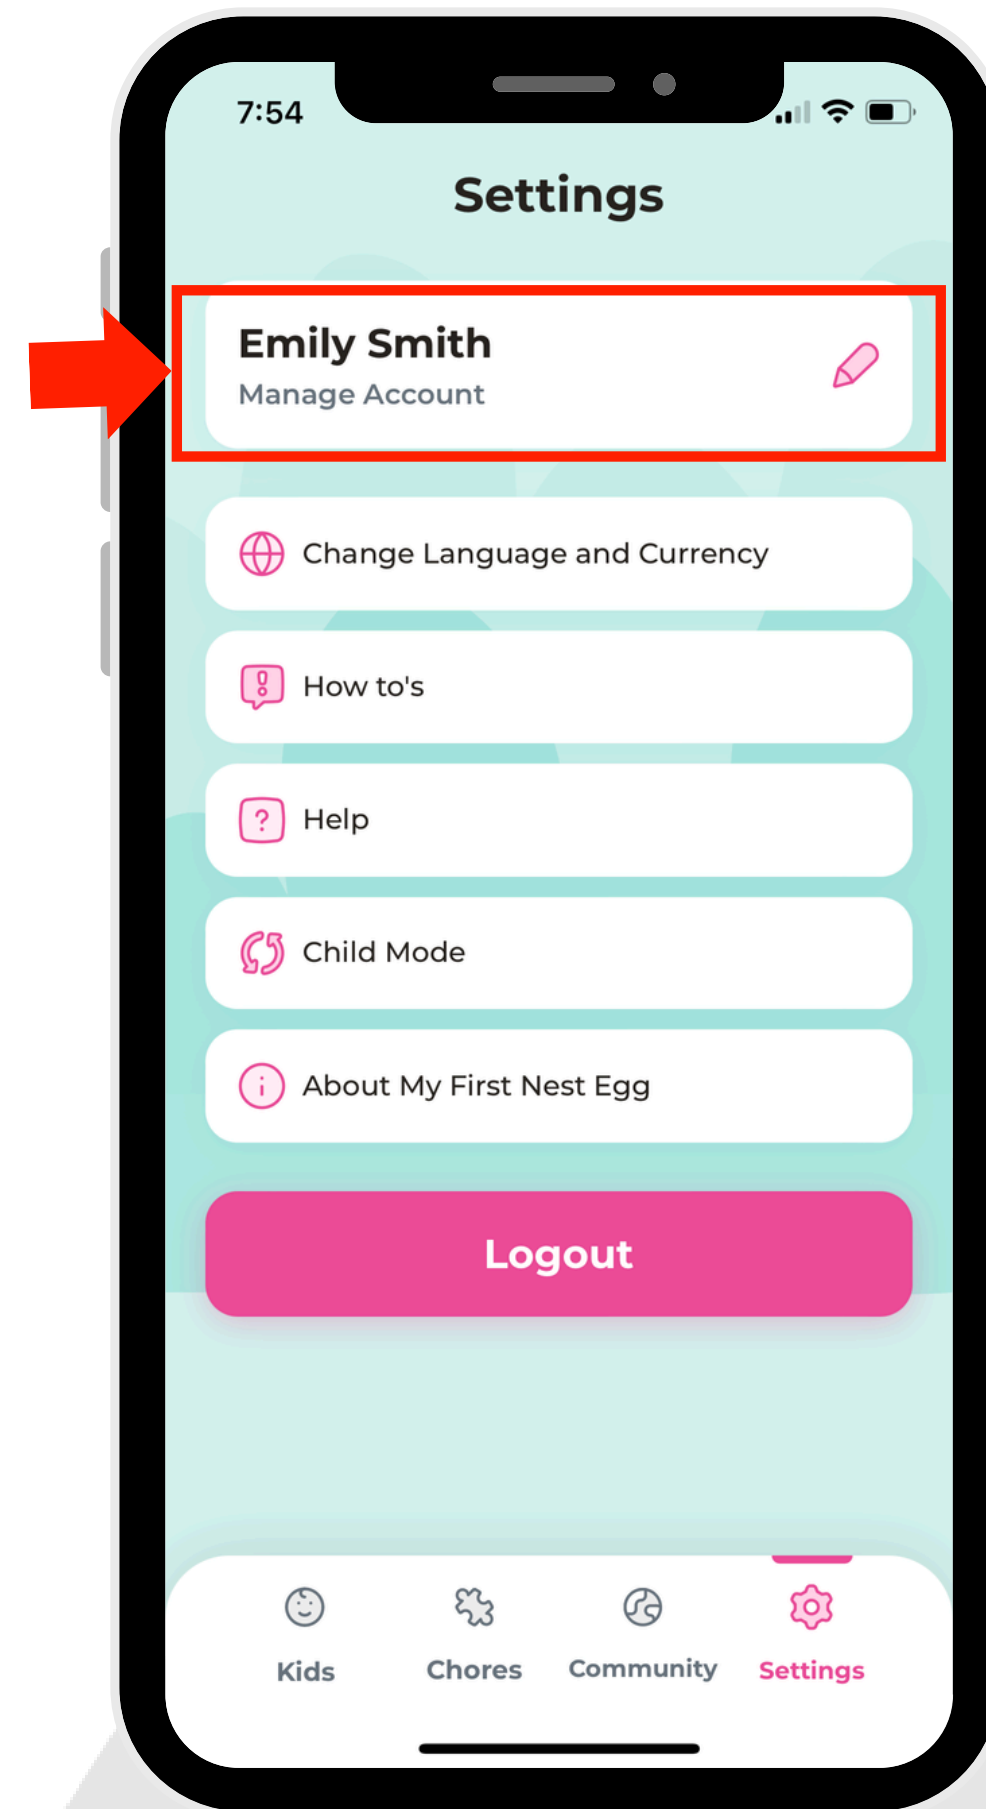 7:54
Settings
Emily Smith
Manage Account
Change Language and Currency
How to's
Help
Child Mode
About My First Nest Egg
Logout
Kids
Chores
Community
Settings